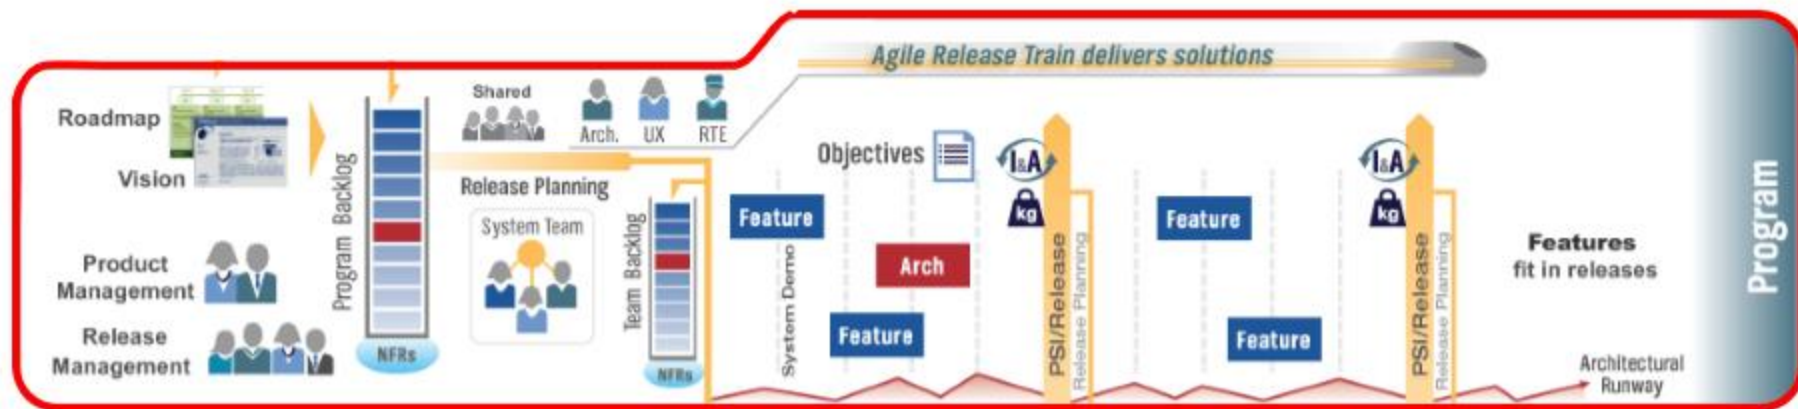 Agile Release Train delivers solutions
Roadmap
Vision
Product
Management
Release
Management
Program Backlog
NFRs
Shared
Arch.
UX
RTE
Release Planning
System Team
Team Backlog
NFRs
Objectives
Feature
System Demo
Feature
Arch
I&A
kg
PSI/Release
Release Planning
Feature
Feature
I&A
kg
PSI/Release
Release Planning
Features
fit in releases
Architectural
Runway
Program